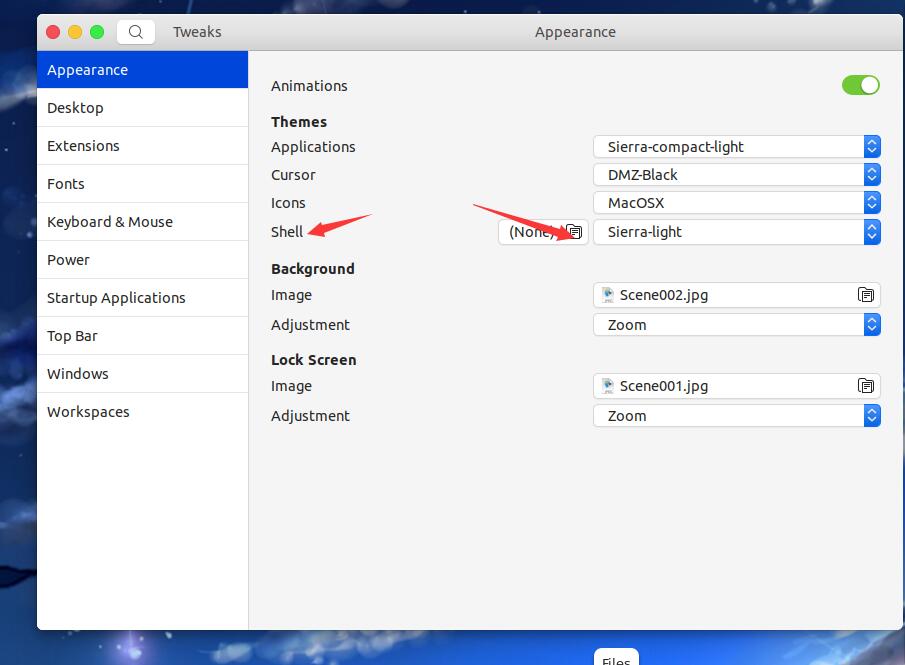 Tweaks Appearance
Appearance
Desktop
Extensions
Fonts
Keyboard & Mouse
Power
Startup Applications
Top Bar
Windows
Workspaces
Animations
Themes
Applications Sierra-compact-light
Cursor DMZ-Black
Icons MacOSX
Shell (None) Sierra-light
Background
Image Scene002.jpg
Adjustment Zoom
Lock Screen
Image Scene001.jpg
Adjustment Zoom
Files